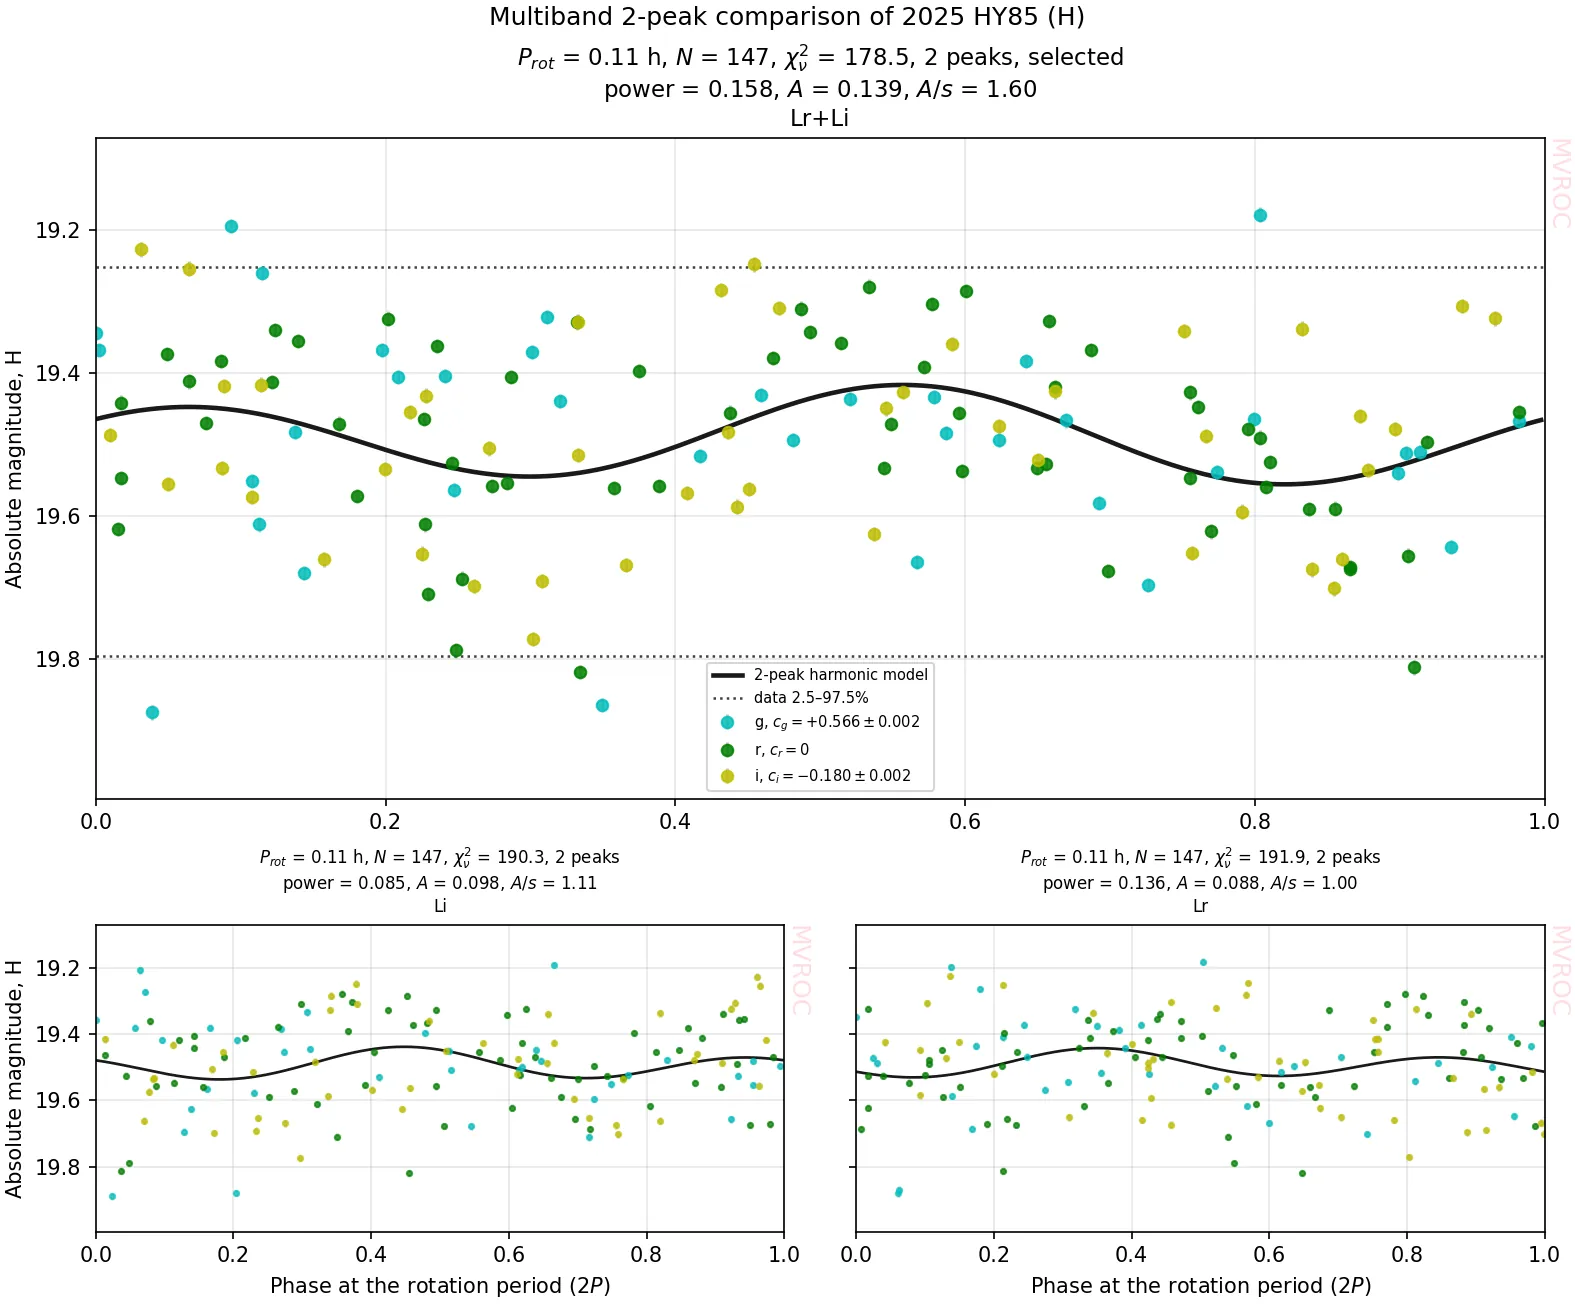 Multiband 2-peak comparison of 2025 HY85 (H)
P_rot = 0.11 h, N = 147, χ²_ν = 178.5, 2 peaks, selected
power = 0.158, A = 0.139, A/s = 1.60
Lr+Li
MVROC
Absolute magnitude, H
19.2
19.4
19.6
19.8
2-peak harmonic model
data 2.5–97.5%
g, c_g = +0.566 ± 0.002
r, c_r = 0
i, c_i = −0.180 ± 0.002
0.0 0.2 0.4 0.6 0.8 1.0
P_rot = 0.11 h, N = 147, χ²_ν = 190.3, 2 peaks
power = 0.085, A = 0.098, A/s = 1.11
Li
MVROC
Absolute magnitude, H
19.2
19.4
19.6
19.8
0.0 0.2 0.4 0.6 0.8 1.0
Phase at the rotation period (2P)
P_rot = 0.11 h, N = 147, χ²_ν = 191.9, 2 peaks
power = 0.136, A = 0.088, A/s = 1.00
Lr
MVROC
0.0 0.2 0.4 0.6 0.8 1.0
Phase at the rotation period (2P)